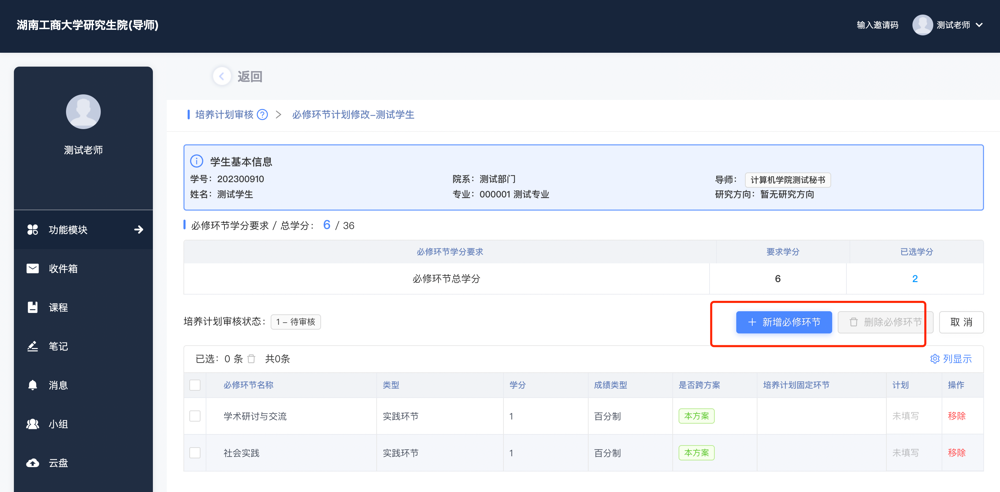 湖南工商大学研究生院(导师)
输入邀请码
测试老师
返回
测试老师
功能模块
收件箱
课程
笔记
消息
小组
云盘
培养计划审核 ? > 必修环节计划修改-测试学生
学生基本信息
学号：202300910 院系：测试部门 导师：计算机学院测试秘书
姓名：测试学生 专业：000001 测试专业 研究方向：暂无研究方向
必修环节学分要求 / 总学分： 6 / 36
必修环节学分要求 要求学分 已选学分
必修环节总学分 6 2
培养计划审核状态： 1 – 待审核
+ 新增必修环节 删除必修环节 取 消
已选：0 条 共0条 列显示
必修环节名称 类型 学分 成绩类型 是否跨方案 培养计划固定环节 计划 操作
学术研讨与交流 实践环节 1 百分制 本方案 未填写 移除
社会实践 实践环节 1 百分制 本方案 未填写 移除